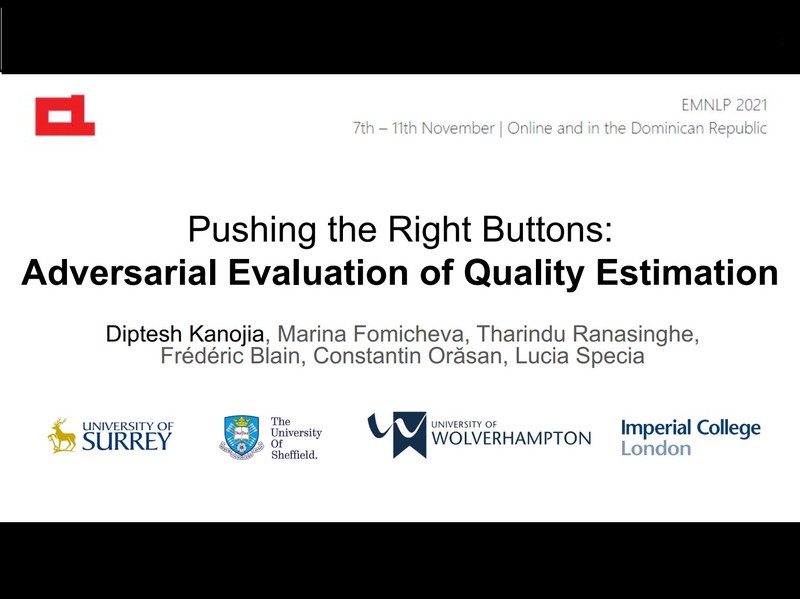 EMNLP 2021
7th – 11th November | Online and in the Dominican Republic
Pushing the Right Buttons:
Adversarial Evaluation of Quality Estimation
Diptesh Kanojia, Marina Fomicheva, Tharindu Ranasinghe,
Frédéric Blain, Constantin Orăsan, Lucia Specia
UNIVERSITY OF
SURREY
The
University
Of
Sheffield.
UNIVERSITY OF
WOLVERHAMPTON
Imperial College
London